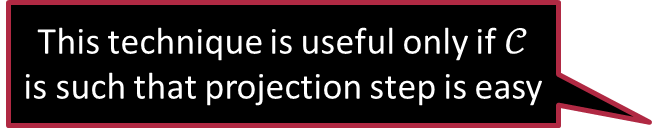 This technique is useful only if 𝒞
is such that projection step is easy